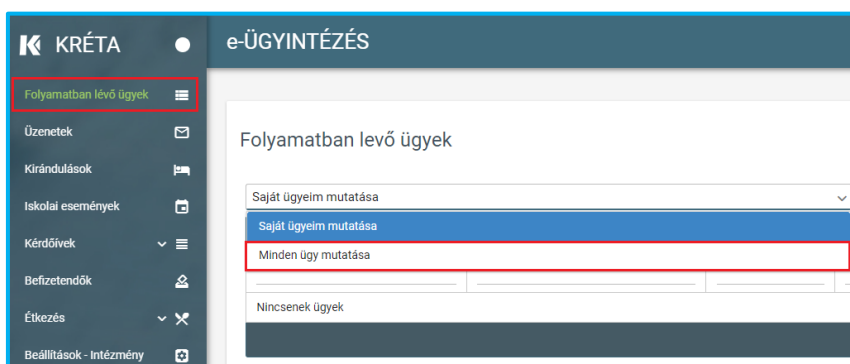 KRÉTA
e-ÜGYINTÉZÉS
Folyamatban lévő ügyek
Üzenetek
Kirándulások
Iskolai események
Kérdőívek
Befizetendők
Étkezés
Beállítások - Intézmény
Folyamatban levő ügyek
Saját ügyeim mutatása
Saját ügyeim mutatása
Minden ügy mutatása
Nincsenek ügyek